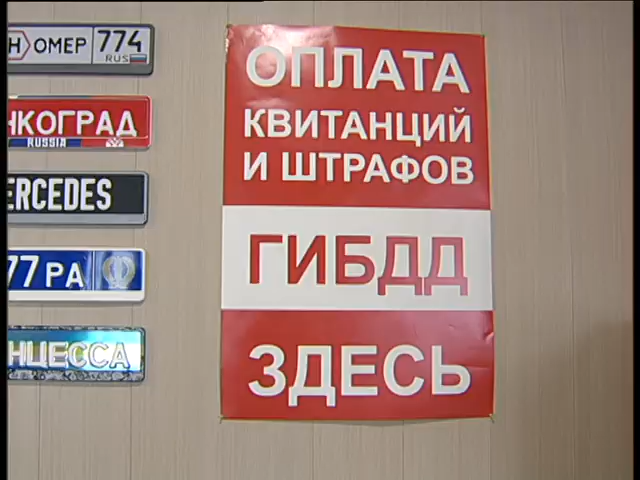 ОМЕР 774
RUS
НКОГРАД
RUSSIA
ERCEDES
77 РА
НЦЕССА
ОПЛАТА
КВИТАНЦИЙ
И ШТРАФОВ
ГИБДД
ЗДЕСЬ